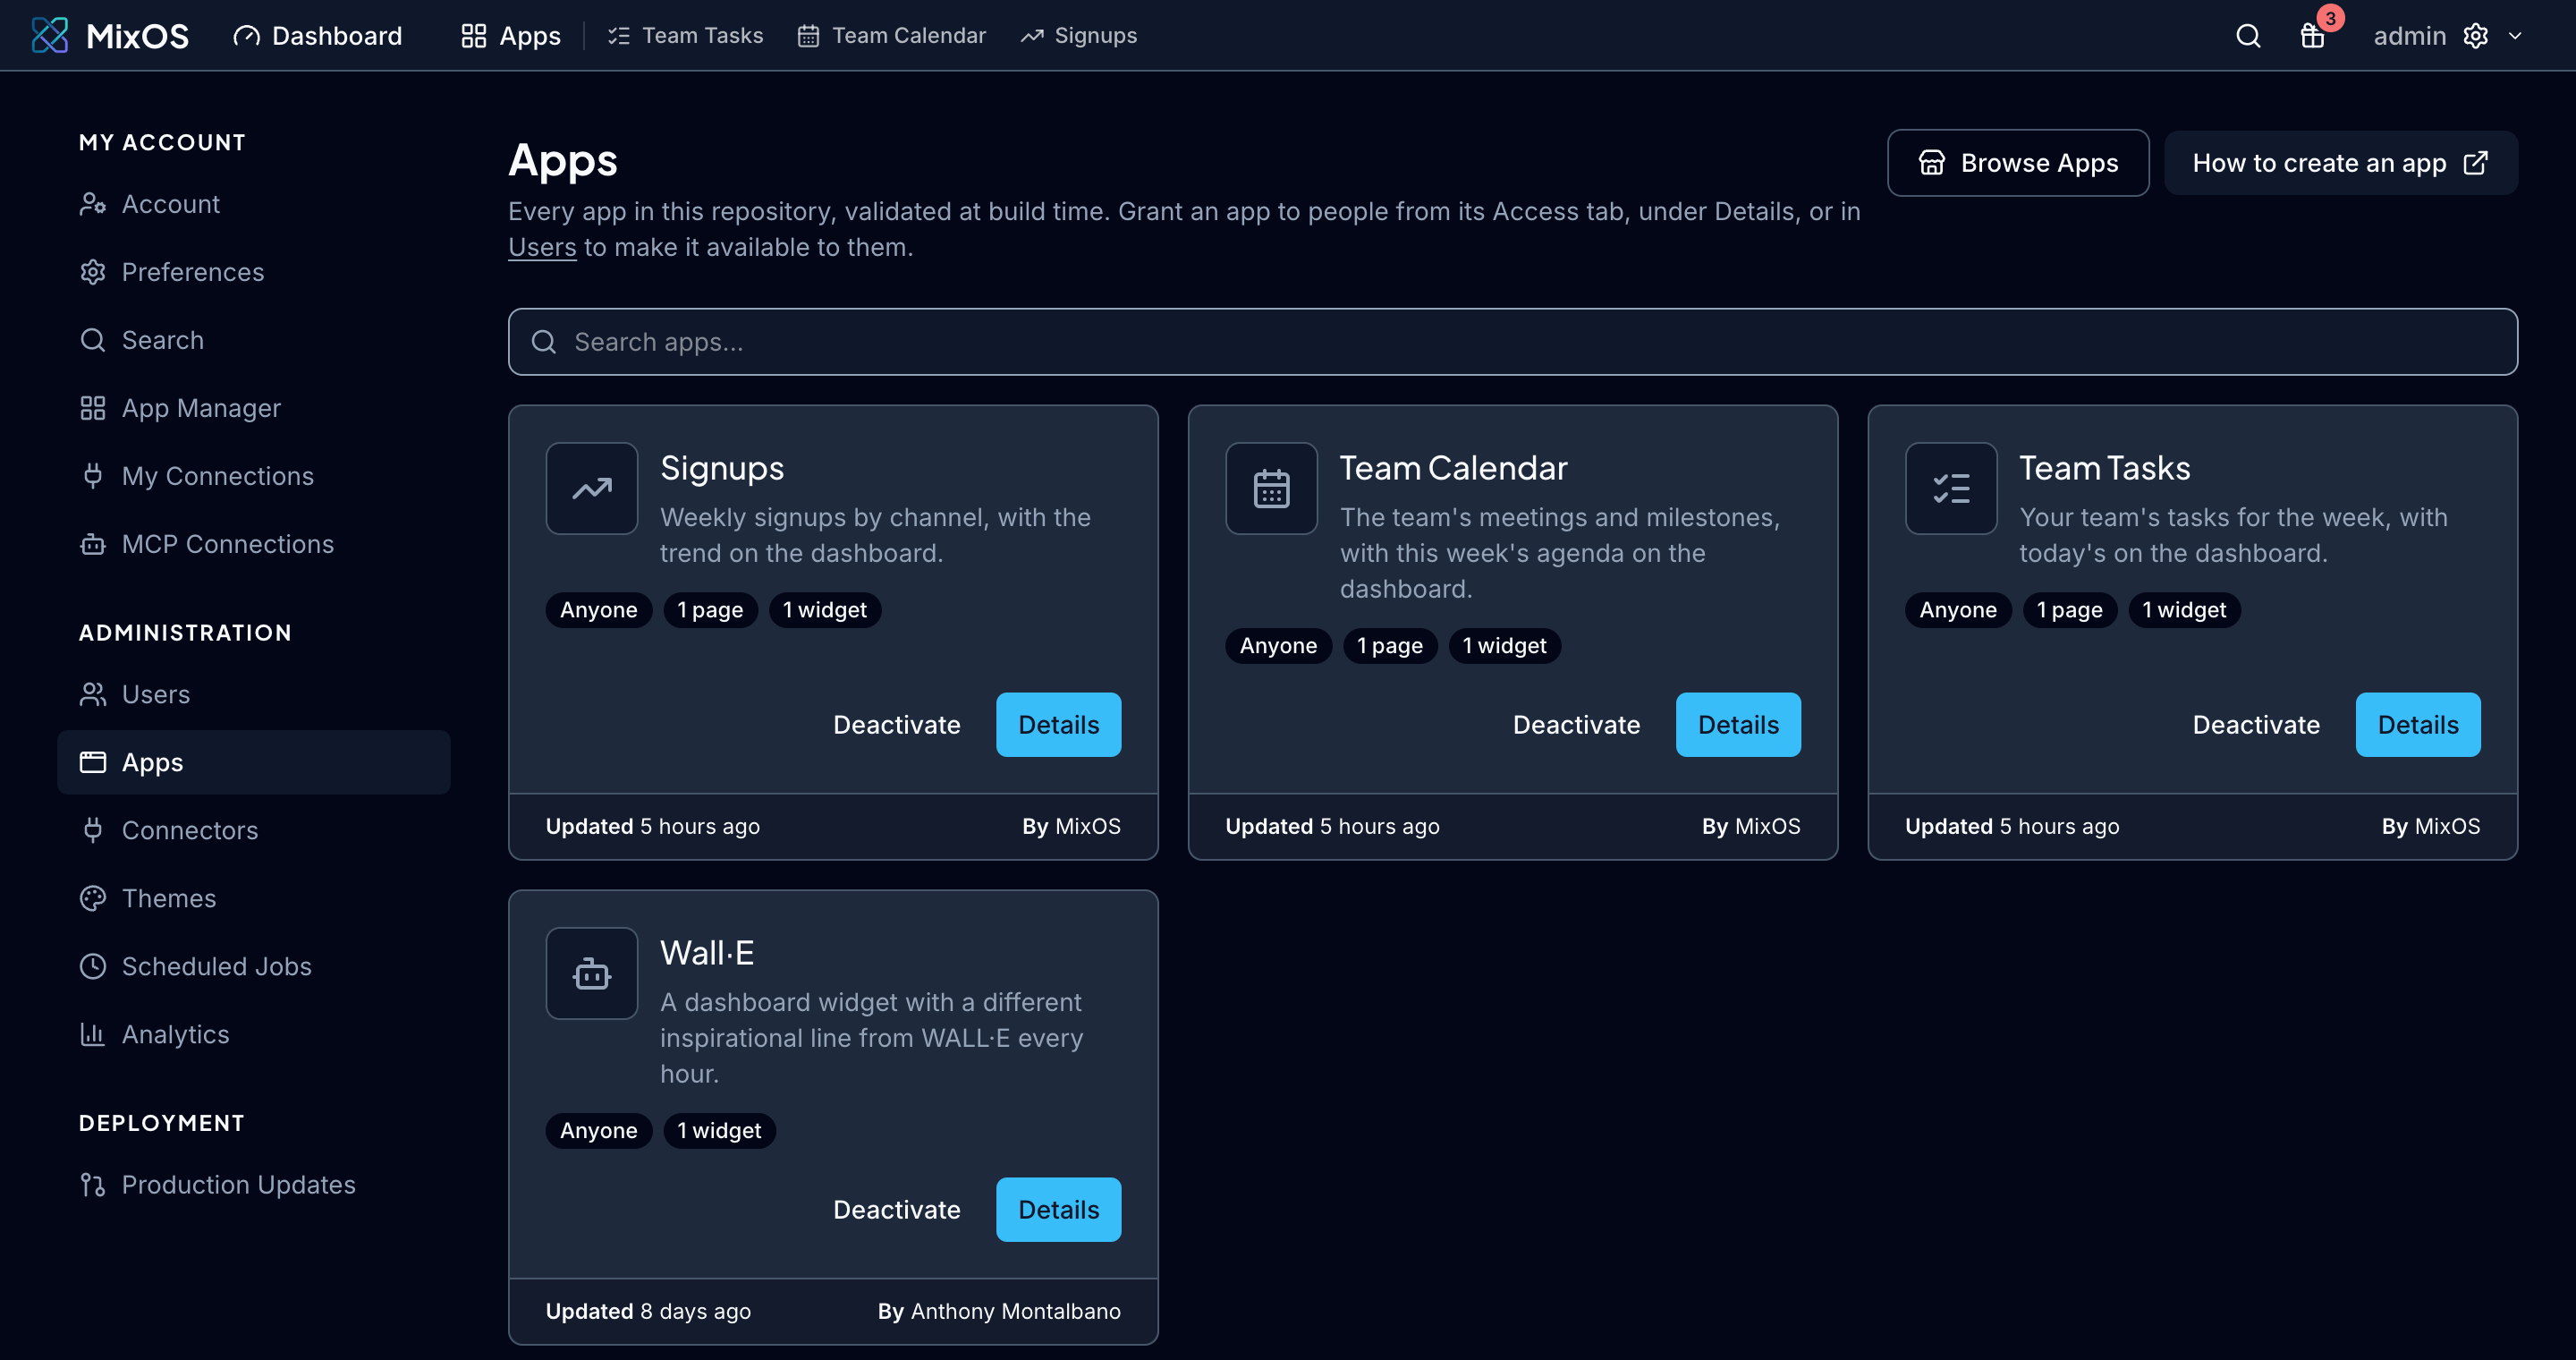 MixOS
Dashboard
Apps
Team Tasks
Team Calendar
Signups
3
admin
MY ACCOUNT
Account
Preferences
Search
App Manager
My Connections
MCP Connections
ADMINISTRATION
Users
Apps
Connectors
Themes
Scheduled Jobs
Analytics
DEPLOYMENT
Production Updates
Apps
Every app in this repository, validated at build time. Grant an app to people from its Access tab, under Details, or in
Users to make it available to them.
Browse Apps
How to create an app
Search apps...
Signups
Weekly signups by channel, with the
trend on the dashboard.
Anyone 1 page 1 widget
Deactivate Details
Updated 5 hours ago By MixOS
Team Calendar
The team's meetings and milestones,
with this week's agenda on the
dashboard.
Anyone 1 page 1 widget
Deactivate Details
Updated 5 hours ago By MixOS
Team Tasks
Your team's tasks for the week, with
today's on the dashboard.
Anyone 1 page 1 widget
Deactivate Details
Updated 5 hours ago By MixOS
Wall·E
A dashboard widget with a different
inspirational line from WALL·E every
hour.
Anyone 1 widget
Deactivate Details
Updated 8 days ago By Anthony Montalbano